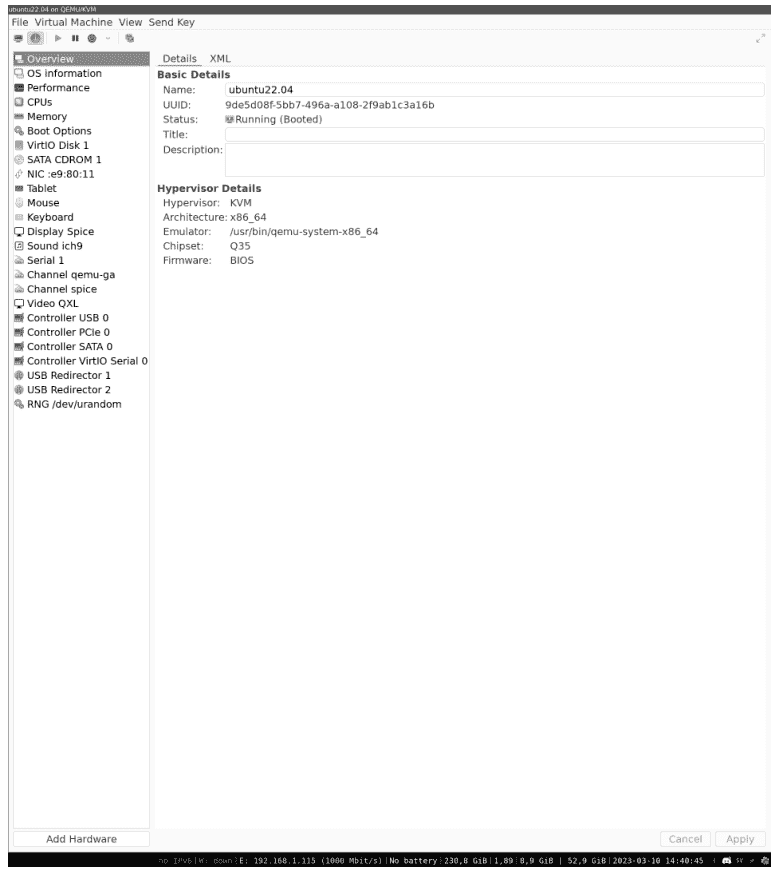 ubuntu22.04 on QEMU/KVM
File Virtual Machine View Send Key
Overview
OS information
Performance
CPUs
Memory
Boot Options
VirtIO Disk 1
SATA CDROM 1
NIC :e9:80:11
Tablet
Mouse
Keyboard
Display Spice
Sound ich9
Serial 1
Channel qemu-ga
Channel spice
Video QXL
Controller USB 0
Controller PCIe 0
Controller SATA 0
Controller VirtIO Serial 0
USB Redirector 1
USB Redirector 2
RNG /dev/urandom
Add Hardware
Details XML
Basic Details
Name: ubuntu22.04
UUID: 9de5d08f-5bb7-496a-a108-2f9ab1c3a16b
Status: Running (Booted)
Title:
Description:
Hypervisor Details
Hypervisor: KVM
Architecture: x86_64
Emulator: /usr/bin/qemu-system-x86_64
Chipset: Q35
Firmware: BIOS
Cancel Apply
no IPv6|W: down|E: 192.168.1.115 (1000 Mbit/s)|No battery|230,8 GiB|1,89|8,9 GiB | 52,9 GiB|2023-03-10 14:40:45 sv